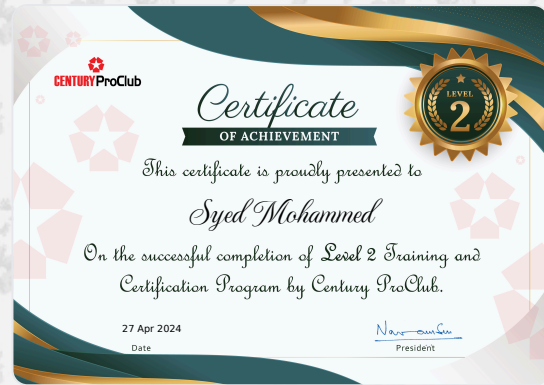 CENTURY ProClub
LEVEL
2
Certificate
OF ACHIEVEMENT
This certificate is proudly presented to
Syed Mohammed
On the successful completion of Level 2 Training and
Certification Program by Century ProClub.
27 Apr 2024
Date
President